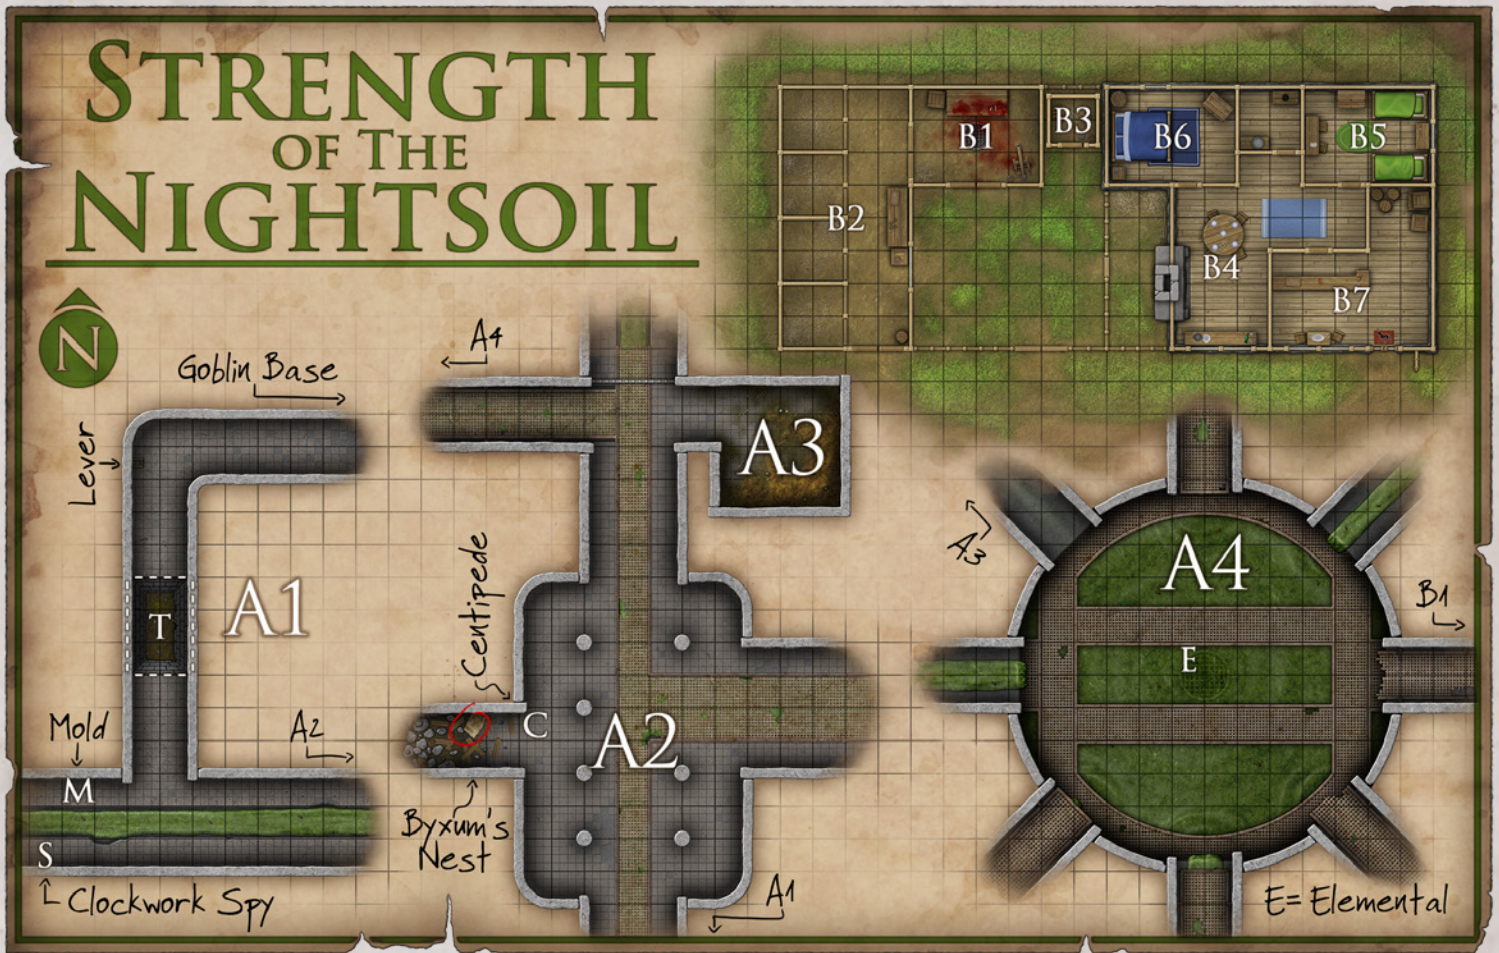 STRENGTH
OF THE
NIGHTSOIL
N
B1
B2
B3
B4
B5
B6
B7
Goblin Base
Lever
T
A1
Mold
M
A2
S
Clockwork Spy
A4
A3
Centipede
C
A2
Byxum's
Nest
A1
A3
A4
B1
E
E= Elemental